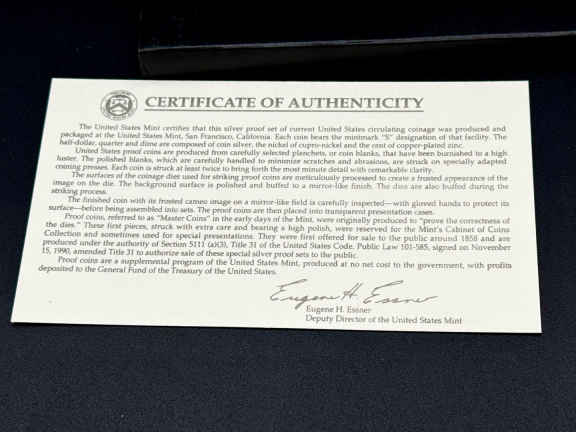 CERTIFICATE OF AUTHENTICITY
The United States Mint certifies that this silver proof set of current United States circulating coinage was produced and
packaged at the United States Mint, San Francisco, California. Each coin bears the mintmark "S" designation of that facility. The
half-dollar, quarter and dime are composed of coin silver, the nickel of cupro-nickel and the cent of copper-plated zinc.
United States proof coins are produced from carefully selected planchets, or coin blanks, that have been burnished to a high
luster. The polished blanks, which are carefully handled to minimize scratches and abrasions, are struck on specially adapted
coining presses. Each coin is struck at least twice to bring forth the most minute detail with remarkable clarity.
The surfaces of the coinage dies used for striking proof coins are meticulously processed to create a frosted appearance of the
image on the die. The background surface is polished and buffed to a mirror-like finish. The dies are also buffed during the
striking process.
The finished coin with its frosted cameo image on a mirror-like field is carefully inspected—with gloved hands to protect its
surface—before being assembled into sets. The proof coins are then placed into transparent presentation cases.
Proof coins, referred to as "Master Coins" in the early days of the Mint, were originally produced to "prove the correctness of
the dies." These first pieces, struck with extra care and bearing a high polish, were reserved for the Mint's Cabinet of Coins
Collection and sometimes used for special presentations. They were first offered for sale to the public around 1858 and are
produced under the authority of Section 5111 (a)(3), Title 31 of the United States Code. Public Law 101-585, signed on November
15, 1990, amended Title 31 to authorize sale of these special silver proof sets to the public.
Proof coins are a supplemental program of the United States Mint, produced at no net cost to the government, with profits
deposited to the General Fund of the Treasury of the United States.
Eugene H. Essner
Eugene H. Essner
Deputy Director of the United States Mint